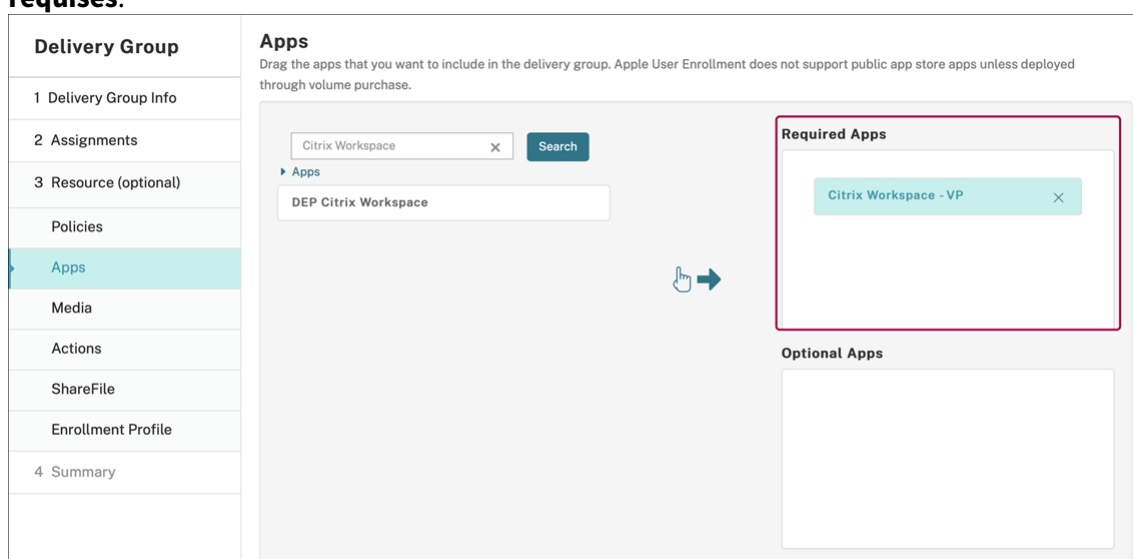 requises.
Delivery Group
1 Delivery Group Info
2 Assignments
3 Resource (optional)
Policies
Apps
Media
Actions
ShareFile
Enrollment Profile
4 Summary
Apps
Drag the apps that you want to include in the delivery group. Apple User Enrollment does not support public app store apps unless deployed
through volume purchase.
Citrix Workspace
Search
Apps
DEP Citrix Workspace
Required Apps
Citrix Workspace - VP
Optional Apps